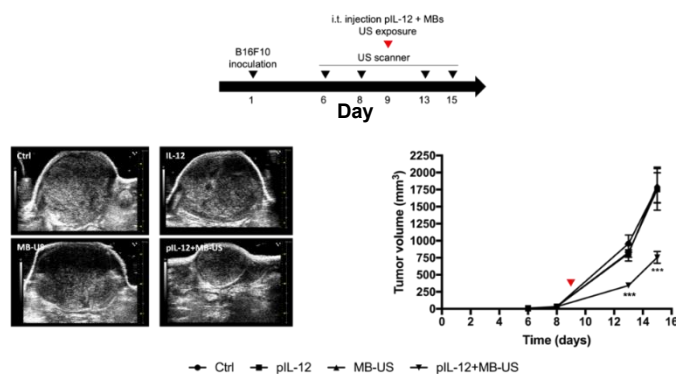 i.t. injection pIL-12 + MBs
US exposure
B16F10
inoculation
US scanner
1 6 8 9 13 15
Day
Ctrl
IL-12
MB-US
pIL-12+MB-US
Tumor volume (mm³)
2250
2000
1750
1500
1250
1000
750
500
250
0
***
***
0 2 4 6 8 10 12 14 16
Time (days)
Ctrl pIL-12 MB-US pIL-12+MB-US